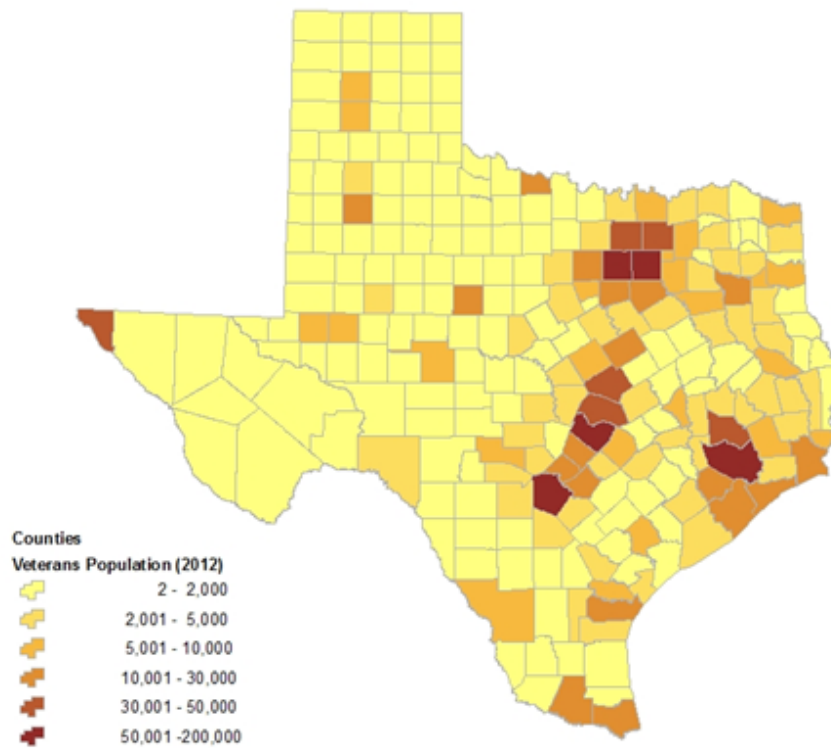 Counties
Veterans Population (2012)
2 - 2,000
2,001 - 5,000
5,001 - 10,000
10,001 - 30,000
30,001 - 50,000
50,001 -200,000